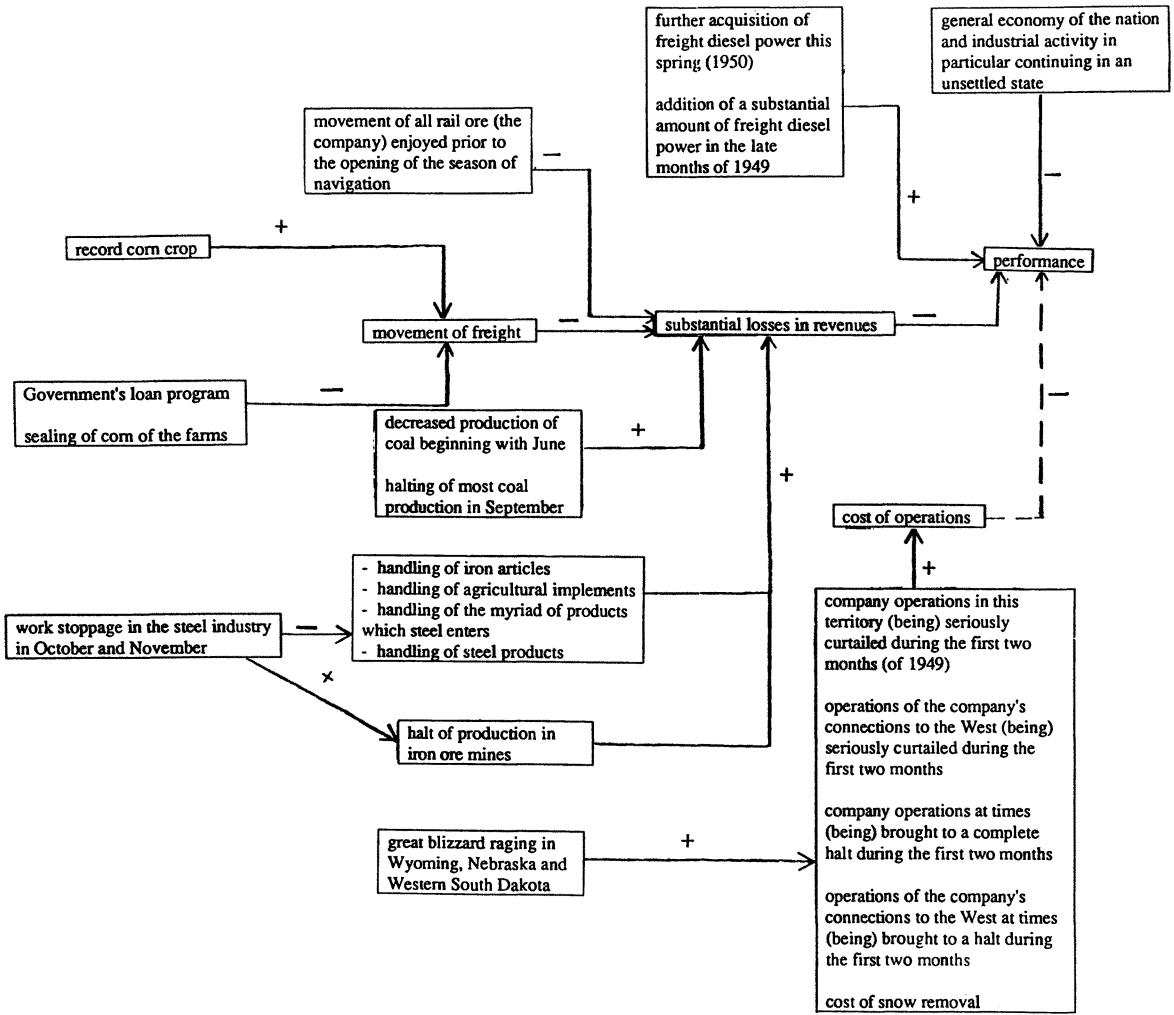 further acquisition of
freight diesel power this
spring (1950)
addition of a substantial
amount of freight diesel
power in the late
months of 1949
general economy of the nation
and industrial activity in
particular continuing in an
unsettled state
movement of all rail ore (the
company) enjoyed prior to
the opening of the season of
navigation
—
+
—
+
record corn crop
performance
movement of freight
—
substantial losses in revenues
—
Government's loan program
sealing of corn of the farms
—
decreased production of
coal beginning with June
halting of most coal
production in September
+
+
—
cost of operations
+
- handling of iron articles
- handling of agricultural implements
- handling of the myriad of products
which steel enters
- handling of steel products
work stoppage in the steel industry
in October and November
—
+
halt of production in
iron ore mines
great blizzard raging in
Wyoming, Nebraska and
Western South Dakota
+
company operations in this
territory (being) seriously
curtailed during the first two
months (of 1949)
operations of the company's
connections to the West (being)
seriously curtailed during the
first two months
company operations at times
(being) brought to a complete
halt during the first two months
operations of the company's
connections to the West at times
(being) brought to a halt during
the first two months
cost of snow removal